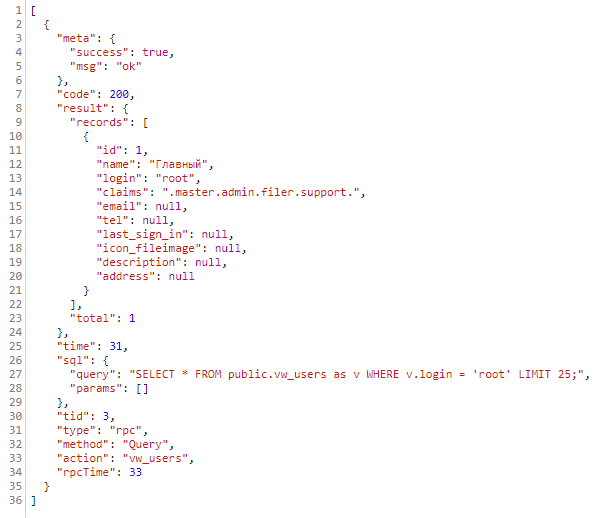 1 [
2   {
3     "meta": {
4       "success": true,
5       "msg": "ok"
6     },
7     "code": 200,
8     "result": {
9       "records": [
10         {
11           "id": 1,
12           "name": "Главный",
13           "login": "root",
14           "claims": ".master.admin.filer.support.",
15           "email": null,
16           "tel": null,
17           "last_sign_in": null,
18           "icon_fileimage": null,
19           "description": null,
20           "address": null
21         }
22       ],
23       "total": 1
24     },
25     "time": 31,
26     "sql": {
27       "query": "SELECT * FROM public.vw_users as v WHERE v.login = 'root' LIMIT 25;",
28       "params": []
29     },
30     "tid": 3,
31     "type": "rpc",
32     "method": "Query",
33     "action": "vw_users",
34     "rpcTime": 33
35   }
36 ]